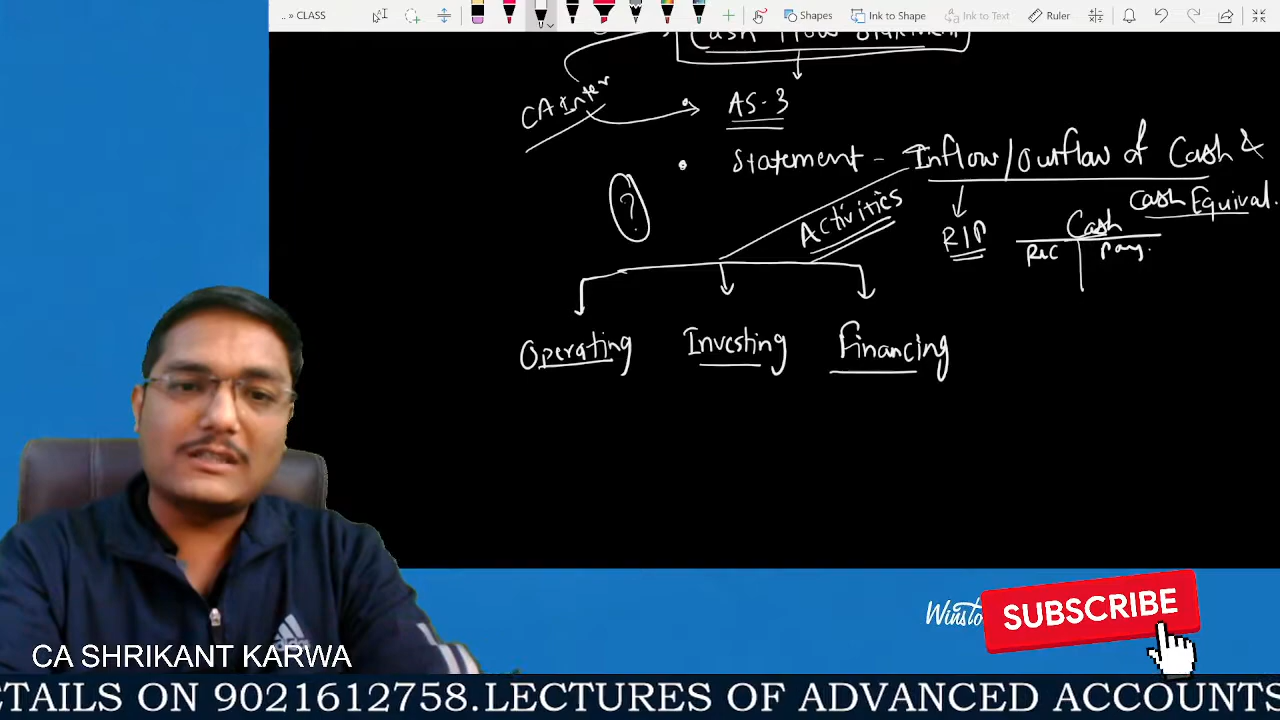 .. » CLASS
Shapes
Ink to Shape
Ink to Text
Ruler
Cash Flow Statement
CA Inter
AS-3
Statement - Inflow/Outflow of Cash &
Cash Equival.
?
Activities
R/P
Cash
Rec
Pay.
Operating
Investing
Financing
Winsto
SUBSCRIBE
CA SHRIKANT KARWA
ETAILS ON 9021612758.LECTURES OF ADVANCED ACCOUNTS